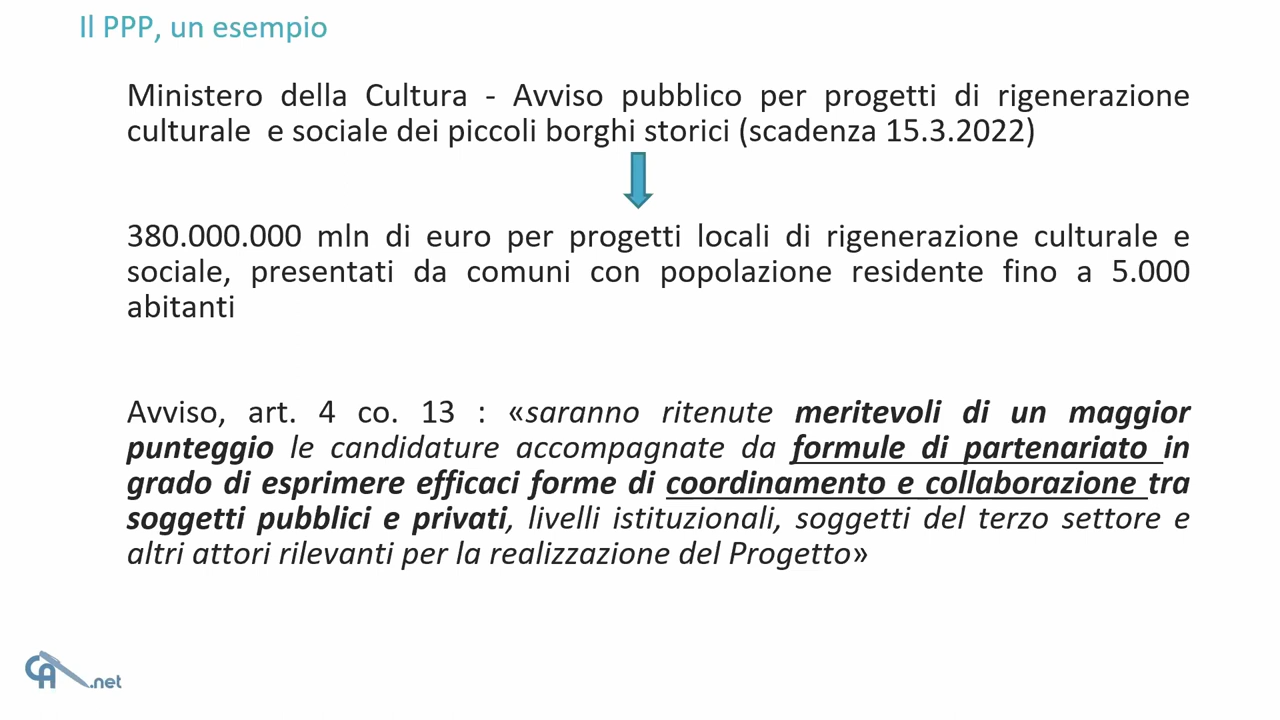 Il PPP, un esempio
Ministero della Cultura - Avviso pubblico per progetti di rigenerazione
culturale e sociale dei piccoli borghi storici (scadenza 15.3.2022)
380.000.000 mln di euro per progetti locali di rigenerazione culturale e
sociale, presentati da comuni con popolazione residente fino a 5.000
abitanti
Avviso, art. 4 co. 13 : «saranno ritenute meritevoli di un maggior
punteggio le candidature accompagnate da formule di partenariato in
grado di esprimere efficaci forme di coordinamento e collaborazione tra
soggetti pubblici e privati, livelli istituzionali, soggetti del terzo settore e
altri attori rilevanti per la realizzazione del Progetto»
CA.net